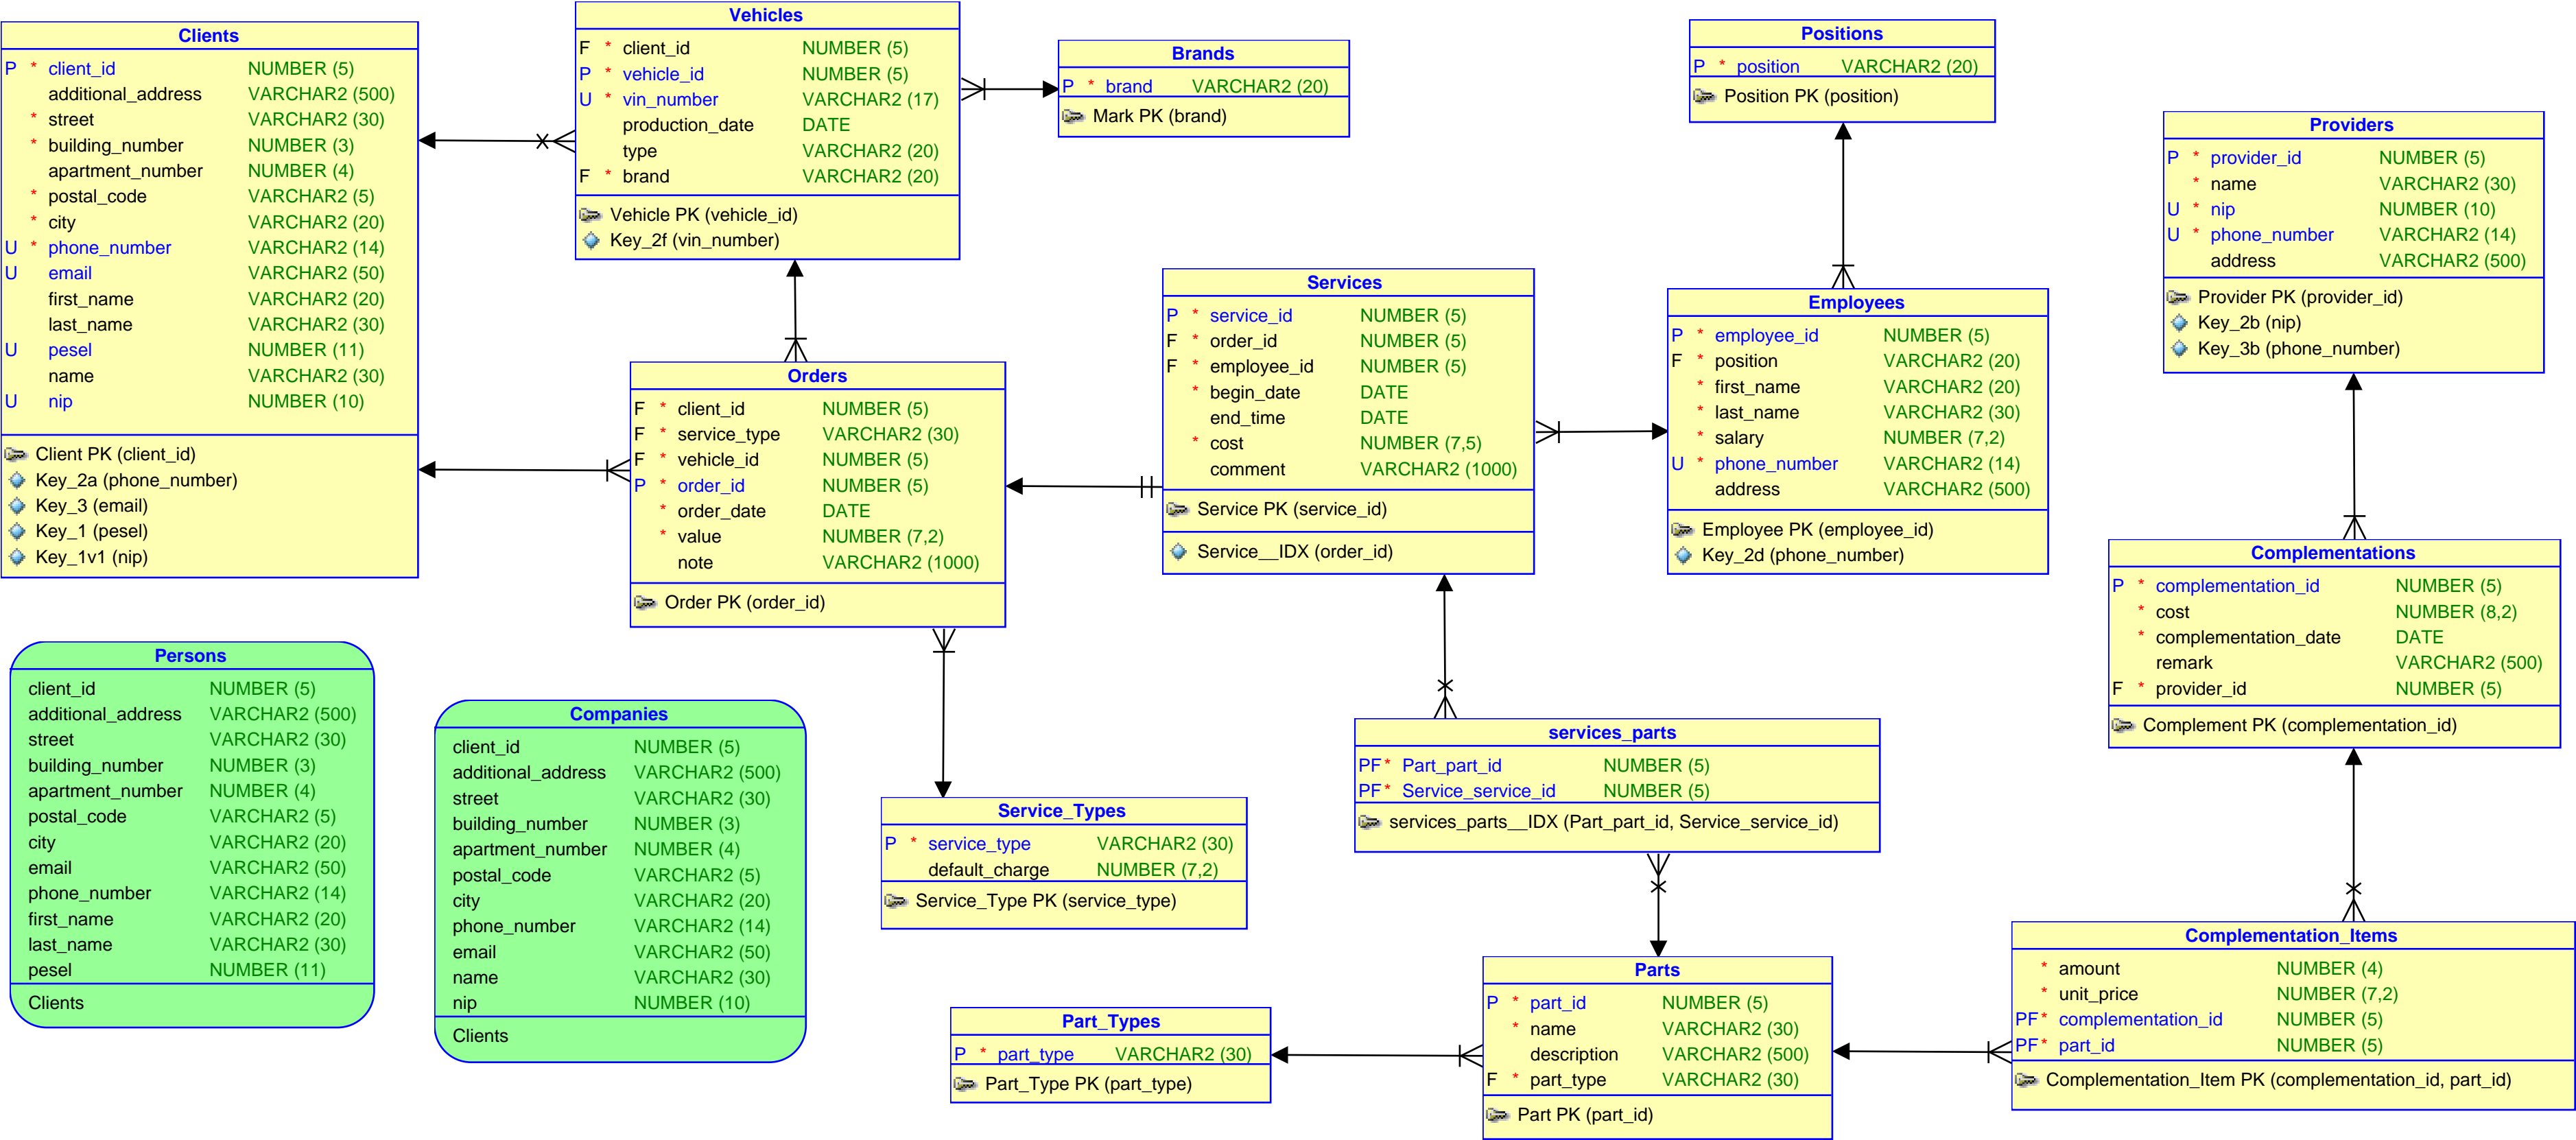 Clients
P * client_id NUMBER (5)
additional_address VARCHAR2 (500)
* street VARCHAR2 (30)
* building_number NUMBER (3)
apartment_number NUMBER (4)
* postal_code VARCHAR2 (5)
* city VARCHAR2 (20)
U * phone_number VARCHAR2 (14)
U email VARCHAR2 (50)
first_name VARCHAR2 (20)
last_name VARCHAR2 (30)
U pesel NUMBER (11)
name VARCHAR2 (30)
U nip NUMBER (10)
Client PK (client_id)
Key_2a (phone_number)
Key_3 (email)
Key_1 (pesel)
Key_1v1 (nip)
Vehicles
F * client_id NUMBER (5)
P * vehicle_id NUMBER (5)
U * vin_number VARCHAR2 (17)
production_date DATE
type VARCHAR2 (20)
F * brand VARCHAR2 (20)
Vehicle PK (vehicle_id)
Key_2f (vin_number)
Brands
P * brand VARCHAR2 (20)
Mark PK (brand)
Positions
P * position VARCHAR2 (20)
Position PK (position)
Providers
P * provider_id NUMBER (5)
* name VARCHAR2 (30)
U * nip NUMBER (10)
U * phone_number VARCHAR2 (14)
address VARCHAR2 (500)
Provider PK (provider_id)
Key_2b (nip)
Key_3b (phone_number)
Services
P * service_id NUMBER (5)
F * order_id NUMBER (5)
F * employee_id NUMBER (5)
* begin_date DATE
end_time DATE
* cost NUMBER (7,5)
comment VARCHAR2 (1000)
Service PK (service_id)
Service__IDX (order_id)
Employees
P * employee_id NUMBER (5)
F * position VARCHAR2 (20)
* first_name VARCHAR2 (20)
* last_name VARCHAR2 (30)
* salary NUMBER (7,2)
U * phone_number VARCHAR2 (14)
address VARCHAR2 (500)
Employee PK (employee_id)
Key_2d (phone_number)
Orders
F * client_id NUMBER (5)
F * service_type VARCHAR2 (30)
F * vehicle_id NUMBER (5)
P * order_id NUMBER (5)
* order_date DATE
* value NUMBER (7,2)
note VARCHAR2 (1000)
Order PK (order_id)
Complementations
P * complementation_id NUMBER (5)
* cost NUMBER (8,2)
* complementation_date DATE
remark VARCHAR2 (500)
F * provider_id NUMBER (5)
Complement PK (complementation_id)
Persons
client_id NUMBER (5)
additional_address VARCHAR2 (500)
street VARCHAR2 (30)
building_number NUMBER (3)
apartment_number NUMBER (4)
postal_code VARCHAR2 (5)
city VARCHAR2 (20)
email VARCHAR2 (50)
phone_number VARCHAR2 (14)
first_name VARCHAR2 (20)
last_name VARCHAR2 (30)
pesel NUMBER (11)
Clients
Companies
client_id NUMBER (5)
additional_address VARCHAR2 (500)
street VARCHAR2 (30)
building_number NUMBER (3)
apartment_number NUMBER (4)
postal_code VARCHAR2 (5)
city VARCHAR2 (20)
phone_number VARCHAR2 (14)
email VARCHAR2 (50)
name VARCHAR2 (30)
nip NUMBER (10)
Clients
Service_Types
P * service_type VARCHAR2 (30)
default_charge NUMBER (7,2)
Service_Type PK (service_type)
services_parts
PF* Part_part_id NUMBER (5)
PF* Service_service_id NUMBER (5)
services_parts__IDX (Part_part_id, Service_service_id)
Part_Types
P * part_type VARCHAR2 (30)
Part_Type PK (part_type)
Parts
P * part_id NUMBER (5)
* name VARCHAR2 (30)
description VARCHAR2 (500)
F * part_type VARCHAR2 (30)
Part PK (part_id)
Complementation_Items
* amount NUMBER (4)
* unit_price NUMBER (7,2)
PF* complementation_id NUMBER (5)
PF* part_id NUMBER (5)
Complementation_Item PK (complementation_id, part_id)